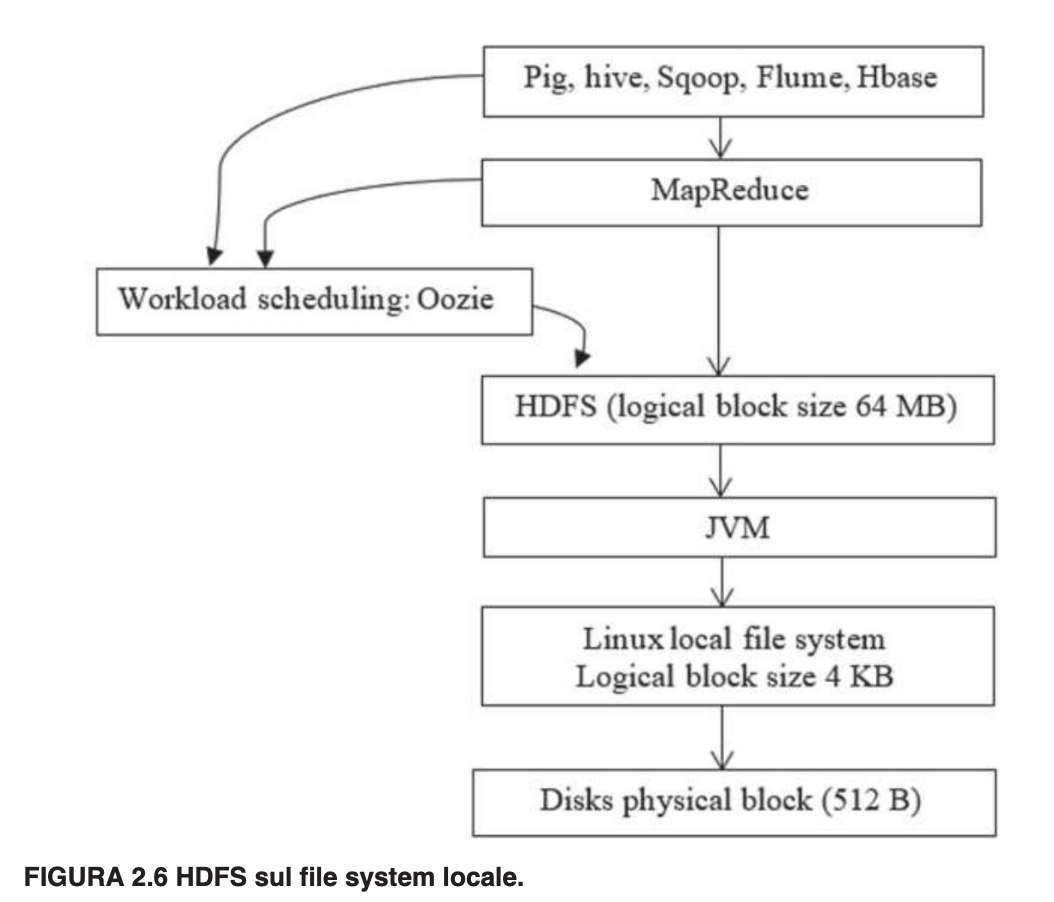 Pig, hive, Sqoop, Flume, Hbase
MapReduce
Workload scheduling: Oozie
HDFS (logical block size 64 MB)
JVM
Linux local file system
Logical block size 4 KB
Disks physical block (512 B)
FIGURA 2.6 HDFS sul file system locale.